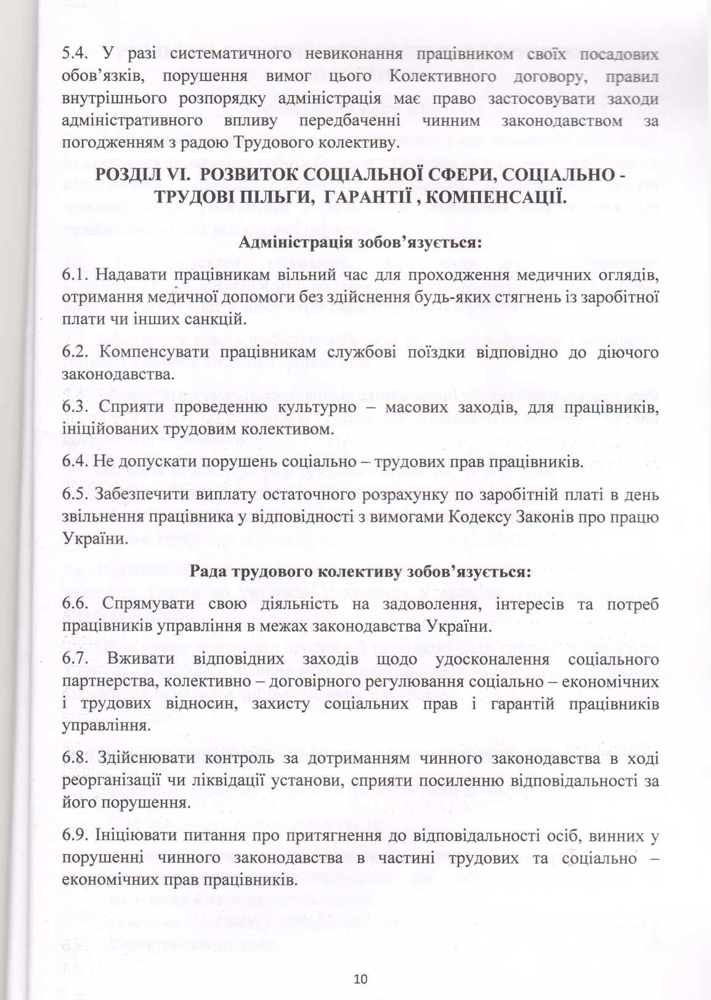 5.4. У разі систематичного невиконання працівником своїх посадових
обов’язків, порушення вимог цього Колективного договору, правил
внутрішнього розпорядку адміністрація має право застосовувати заходи
адміністративного впливу передбаченні чинним законодавством за
погодженням з радою Трудового колективу.
РОЗДІЛ VI. РОЗВИТОК СОЦІАЛЬНОЇ СФЕРИ, СОЦІАЛЬНО -
ТРУДОВІ ПІЛЬГИ, ГАРАНТІЇ , КОМПЕНСАЦІЇ.
Адміністрація зобов’язується:
6.1. Надавати працівникам вільний час для проходження медичних оглядів,
отримання медичної допомоги без здійснення будь-яких стягнень із заробітної
плати чи інших санкцій.
6.2. Компенсувати працівникам службові поїздки відповідно до діючого
законодавства.
6.3. Сприяти проведенню культурно – масових заходів, для працівників,
ініційованих трудовим колективом.
6.4. Не допускати порушень соціально – трудових прав працівників.
6.5. Забезпечити виплату остаточного розрахунку по заробітній платі в день
звільнення працівника у відповідності з вимогами Кодексу Законів про працю
України.
Рада трудового колективу зобов’язується:
6.6. Спрямувати свою діяльність на задоволення, інтересів та потреб
працівників управління в межах законодавства України.
6.7. Вживати відповідних заходів щодо удосконалення соціального
партнерства, колективно – договірного регулювання соціально – економічних
і трудових відносин, захисту соціальних прав і гарантій працівників
управління.
6.8. Здійснювати контроль за дотриманням чинного законодавства в ході
реорганізації чи ліквідації установи, сприяти посиленню відповідальності за
його порушення.
6.9. Ініціювати питання про притягнення до відповідальності осіб, винних у
порушенні чинного законодавства в частині трудових та соціально –
економічних прав працівників.
10